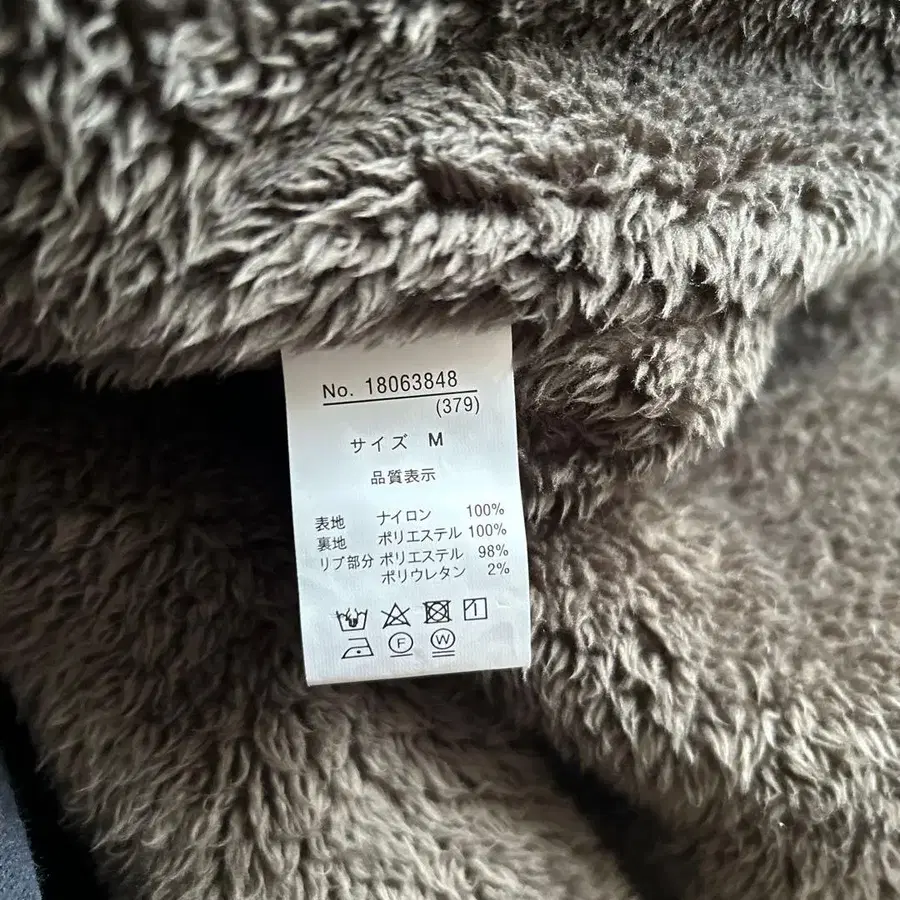 No. 18063848
(379)
サイズ M
品質表示
表地 ナイロン 100%
裏地 ポリエステル 100%
リブ部分 ポリエステル 98%
ポリウレタン 2%
F W